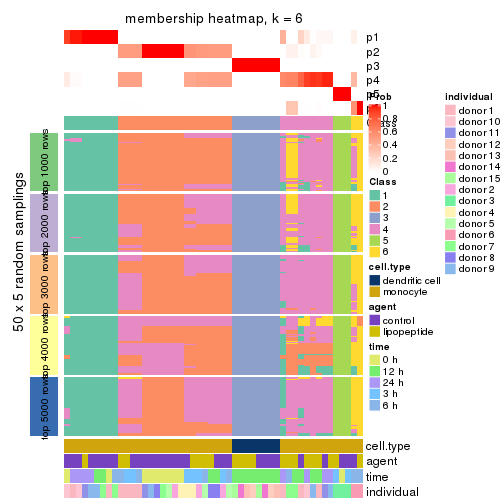 membership heatmap, k = 6
p1
p2
p3
p4
p5
Prob
1
0.8
0.6
0.4
0.2
0
Class
1
2
3
4
5
6
cell.type
dendritic cell
monocyte
agent
control
lipopeptide
time
0 h
12 h
24 h
3 h
6 h
individual
donor 1
donor 10
donor 11
donor 12
donor 13
donor 14
donor 15
donor 2
donor 3
donor 4
donor 5
donor 6
donor 7
donor 8
donor 9
50 x 5 random samplings
top 1000 rows
top 2000 rows
top 3000 rows
top 4000 rows
top 5000 rows
cell.type
agent
time
individual